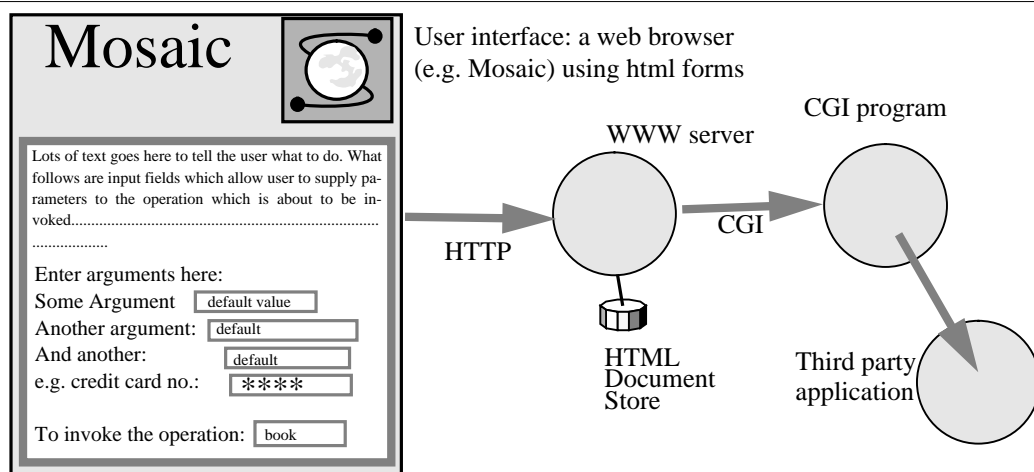 Mosaic
User interface: a web browser
(e.g. Mosaic) using html forms
Lots of text goes here to tell the user what to do. What
follows are input fields which allow user to supply pa-
rameters to the operation which is about to be in-
voked...............................................................................
...................
Enter arguments here:
Some Argument default value
Another argument: default
And another: default
e.g. credit card no.: ****
To invoke the operation: book
HTTP
WWW server
CGI
CGI program
HTML
Document
Store
Third party
application